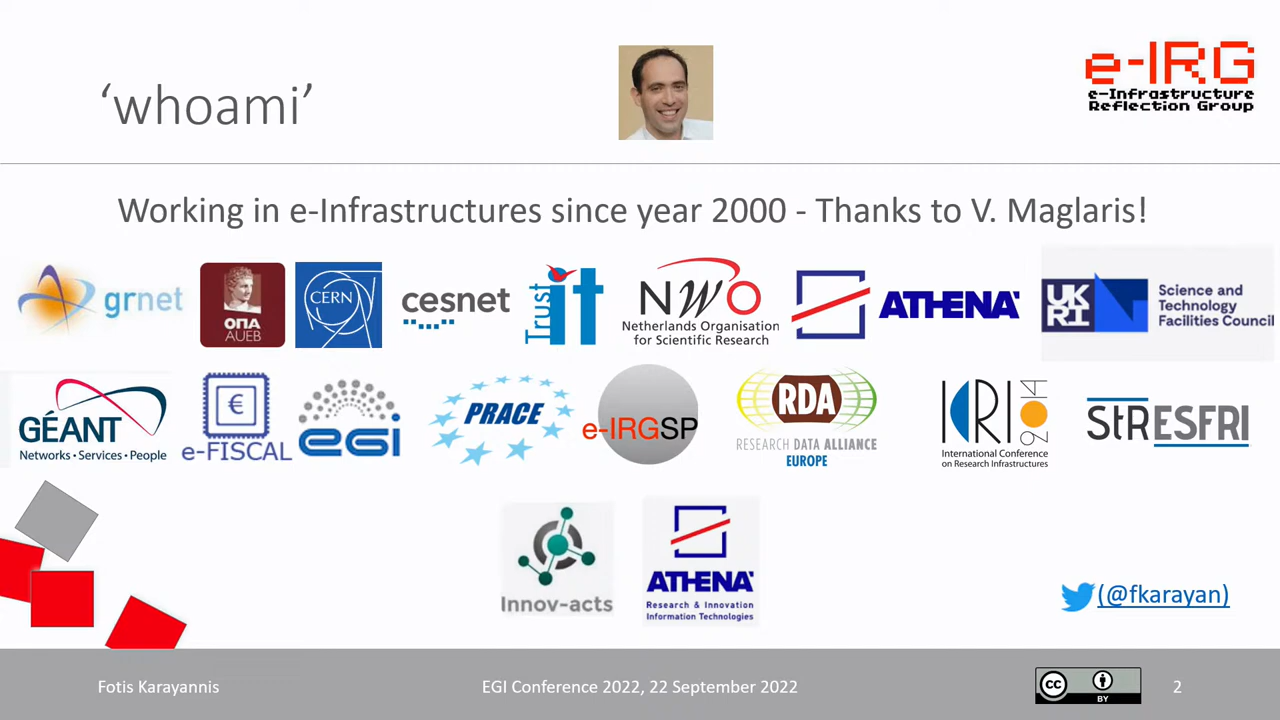 ‘whoami’
e-IRG
e-Infrastructure
Reflection Group
Working in e-Infrastructures since year 2000 - Thanks to V. Maglaris!
grnet
ΟΠΑ
AUEB
CERN
cesnet
Trust it
NWO
Netherlands Organisation
for Scientific Research
ATHENA
UKRI
Science and
Technology
Facilities Council
GÉANT
Networks • Services • People
€
e-FISCAL
egi
PRACE
e-IRGSP
RDA
RESEARCH DATA ALLIANCE
EUROPE
ICRI 2014
International Conference
on Research Infrastructures
StRESFRI
Innov-acts
ATHENA
Research & Innovation
Information Technologies
(@fkarayan)
Fotis Karayannis
EGI Conference 2022, 22 September 2022
CC BY
2